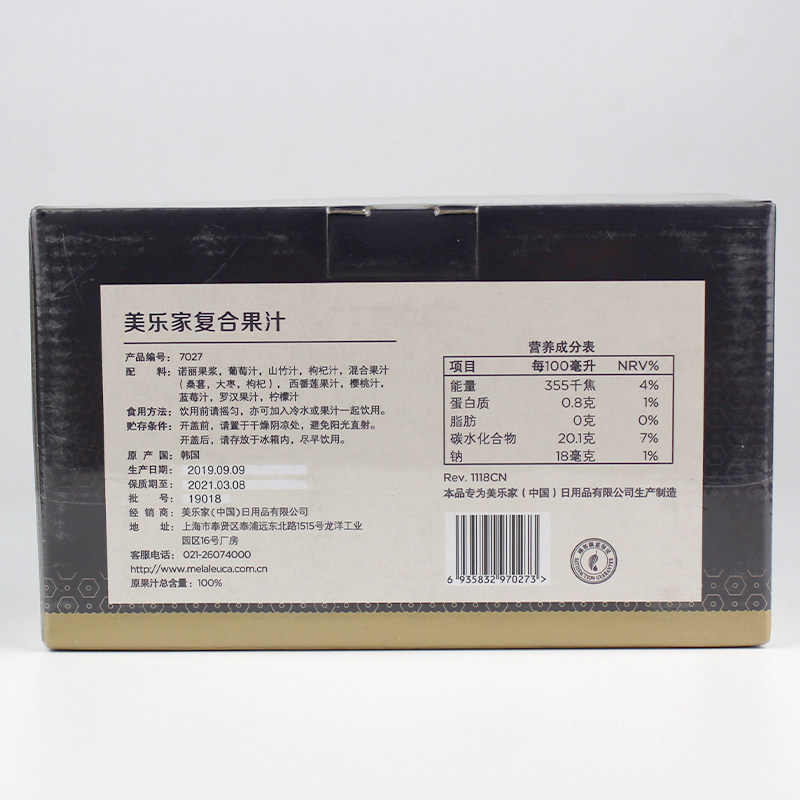 美乐家复合果汁
产品编号： 7027
配 料：诺丽果浆，葡萄汁，山竹汁，枸杞汁，混合果汁
（桑葚，大枣，枸杞），西番莲果汁，樱桃汁，
蓝莓汁，罗汉果汁，柠檬汁
食用方法： 饮用前请摇匀，亦可加入冷水或果汁一起饮用。
贮存条件： 开盖前，请置于干燥阴凉处，避免阳光直射。
开盖后，请存放于冰箱内，尽早饮用。
原 产 国：韩国
生产日期： 2019.09.09
保质期至： 2021.03.08
批 号： 19018
经 销 商： 美乐家(中国)日用品有限公司
地 址： 上海市奉贤区奉浦远东北路1515号龙洋工业
园区16号厂房
客服电话： 021-26074000
http://www.melaleuca.com.cn
原果汁总含量：100%
营养成分表
项目 每100毫升 NRV%
能量 355千焦 4%
蛋白质 0.8克 1%
脂肪 0克 0%
碳水化合物 20.1克 7%
钠 18毫克 1%
Rev. 1118CN
本品专为美乐家（中国）日用品有限公司生产制造
6 935832 970273 >
SATISFACTION GUARANTEE